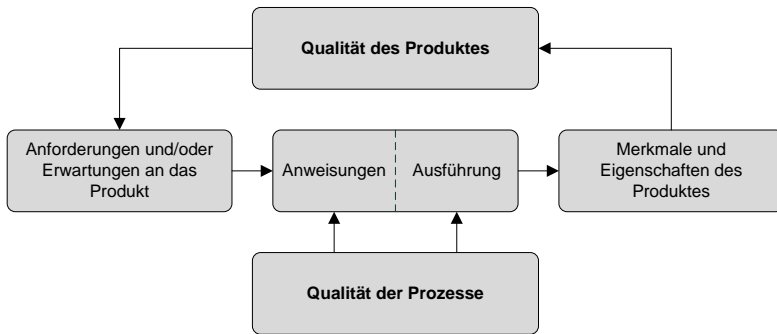 Qualität des Produktes
Anforderungen und/oder
Erwartungen an das
Produkt
Anweisungen
Ausführung
Merkmale und
Eigenschaften des
Produktes
Qualität der Prozesse